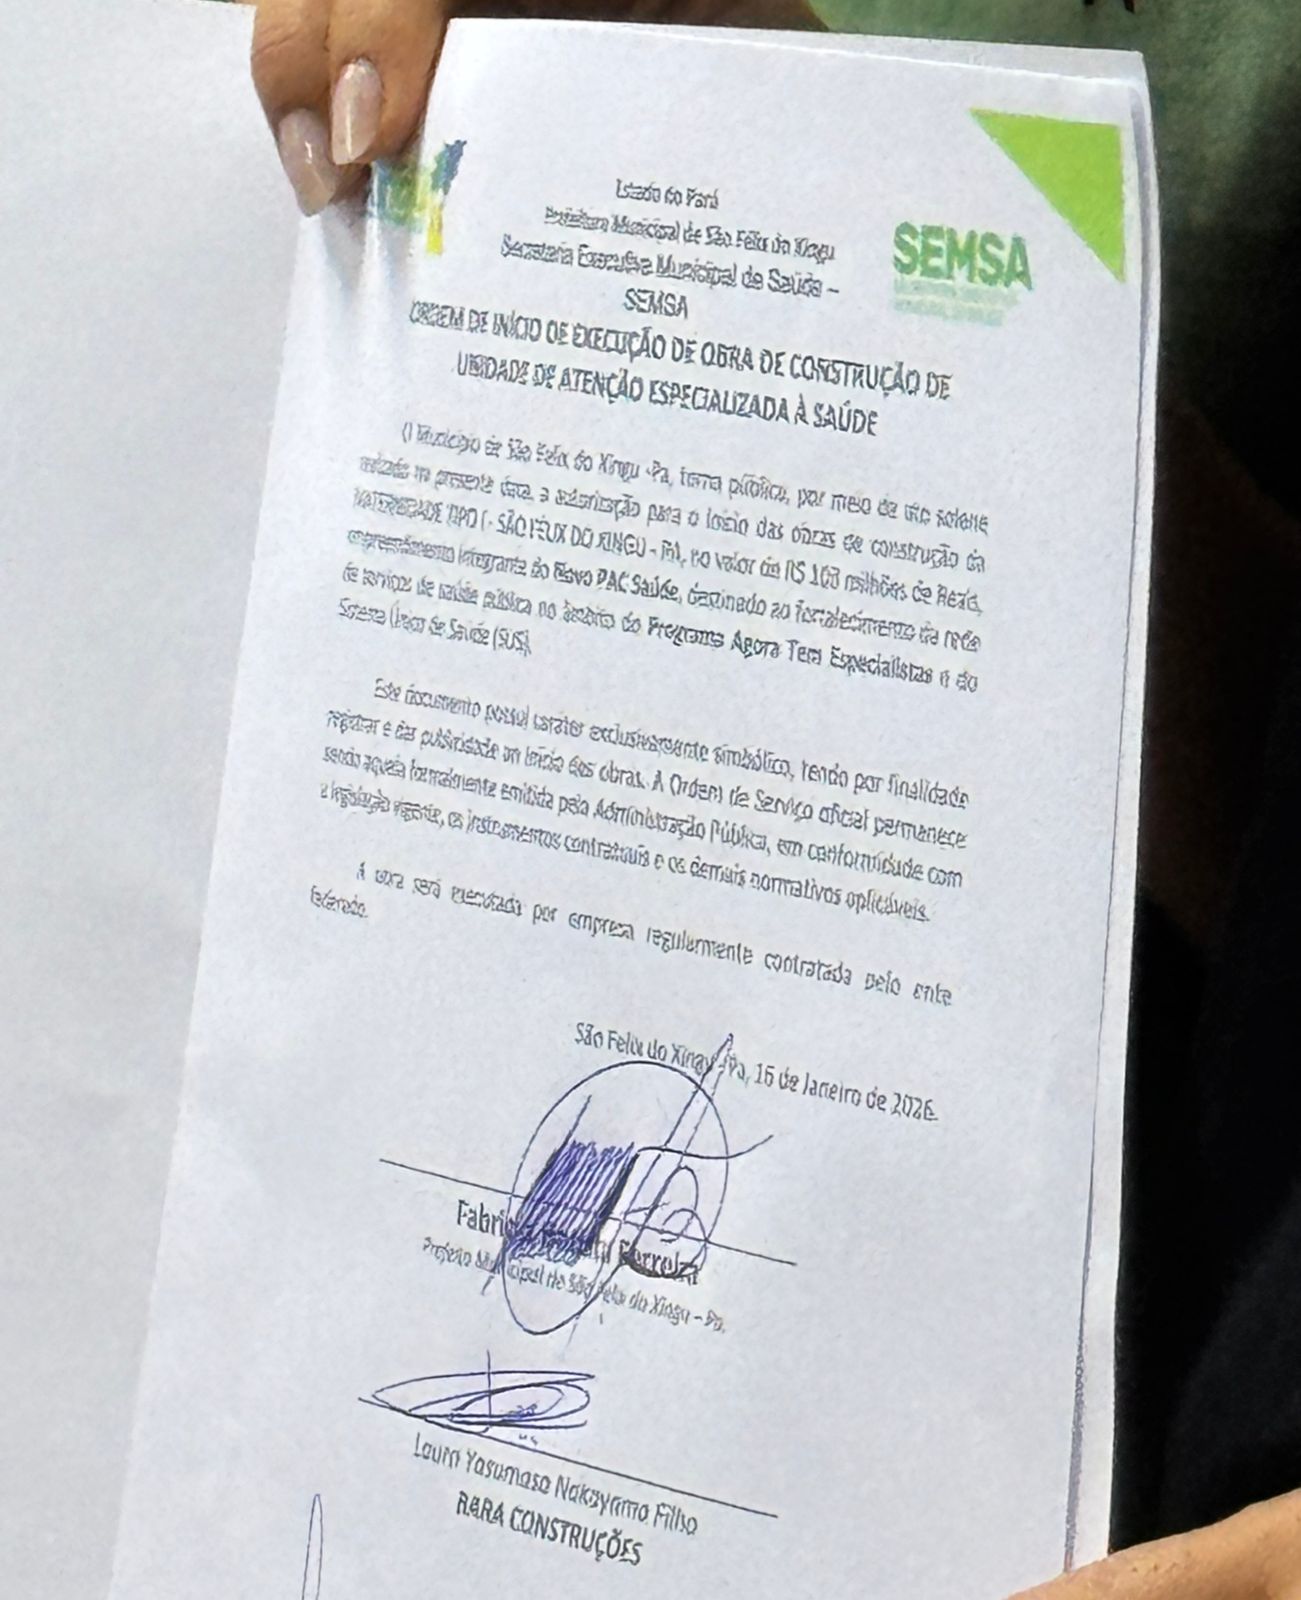 Estado do Pará
Prefeitura Municipal de São Felix do Xingu
Secretaria Executiva Municipal de Saúde –
SEMSA
SEMSA
ORDEM DE INÍCIO DE EXECUÇÃO DE OBRA DE CONSTRUÇÃO DE
UNIDADE DE ATENÇÃO ESPECIALIZADA À SAÚDE
O Município de São Felix do Xingu -Pa, torna público, por meio de ato solene
realizado na presente data, a autorização para o início das obras de construção da
MATERNIDADE TIPO I - SÃO FÉLIX DO XINGU - PA, no valor de R$ 103 milhões de Reais,
empreendimento integrante do Novo PAC Saúde, destinado ao fortalecimento da rede
de serviços de saúde pública no âmbito do Programa Agora Tem Especialistas e do
Sistema Único de Saúde (SUS).
Este documento possui caráter exclusivamente simbólico, tendo por finalidade
registrar e dar publicidade ao início das obras. A Ordem de Serviço oficial permanece
sendo aquela formalmente emitida pela Administração Pública, em conformidade com
a legislação vigente, os instrumentos contratuais e os demais normativos aplicáveis.
A obra será executada por empresa regularmente contratada pelo ente
federado.
São Felix do Xingu -Pa, 16 de Janeiro de 2026.
Prefeito Municipal de São Felix do Xingu – Pa.
Lauro Yasumasa Nakayama Filho
RARA CONSTRUÇÕES